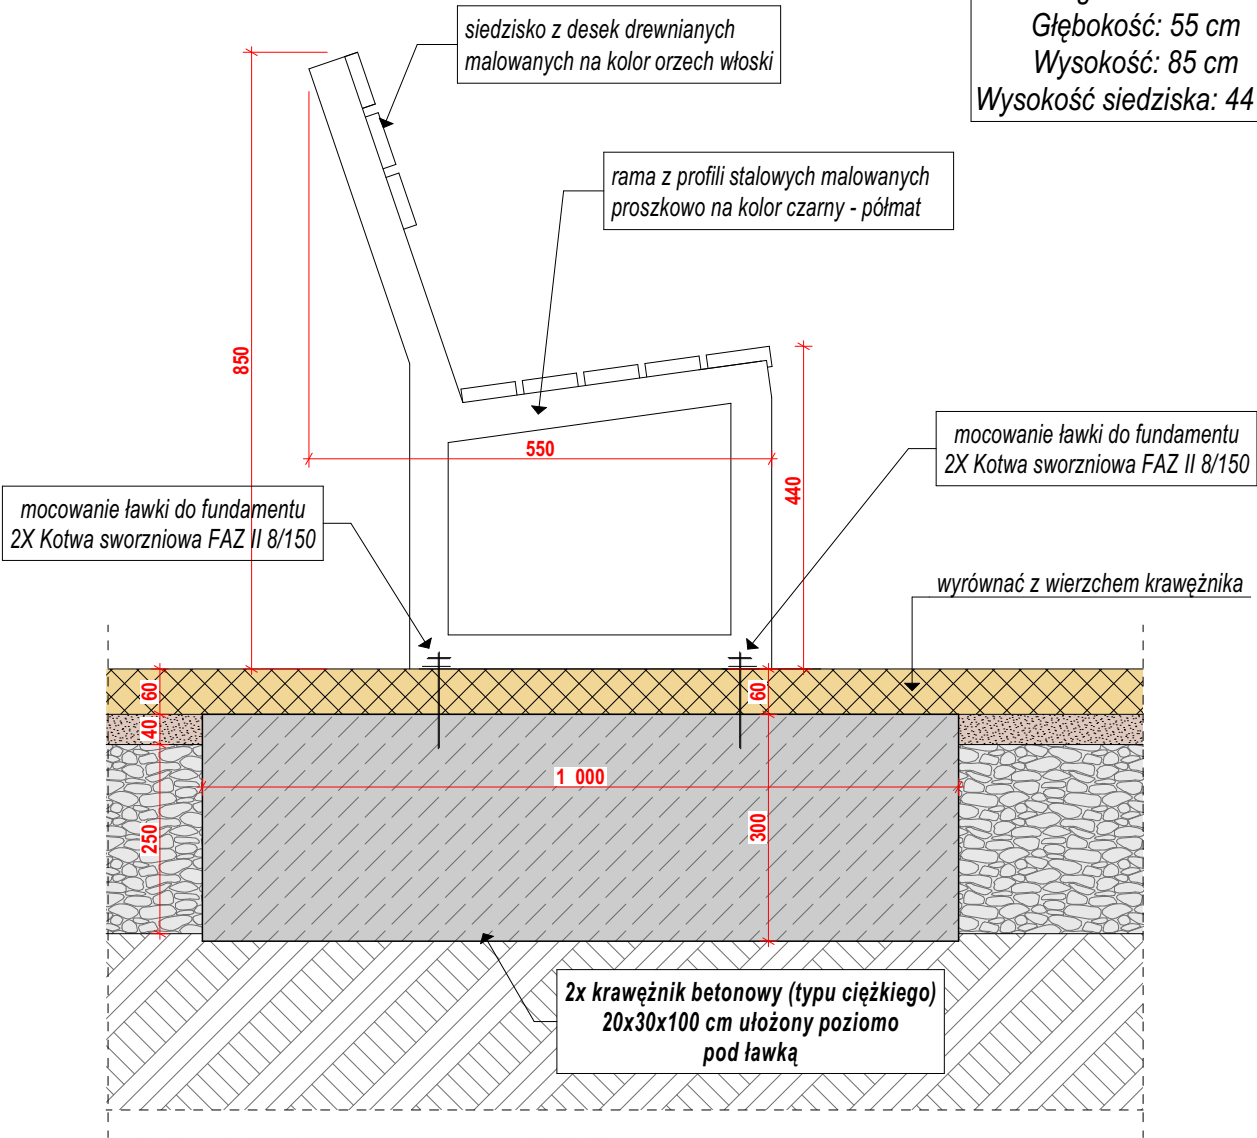 siedzisko z desek drewnianych
malowanych na kolor orzech włoski
Głębokość: 55 cm
Wysokość: 85 cm
Wysokość siedziska: 44
rama z profili stalowych malowanych
proszkowo na kolor czarny - półmat
850
550
440
mocowanie ławki do fundamentu
2X Kotwa sworzniowa FAZ II 8/150
mocowanie ławki do fundamentu
2X Kotwa sworzniowa FAZ II 8/150
wyrównać z wierzchem krawężnika
60
60
40
1 000
250
300
2x krawężnik betonowy (typu ciężkiego)
20x30x100 cm ułożony poziomo
pod ławką